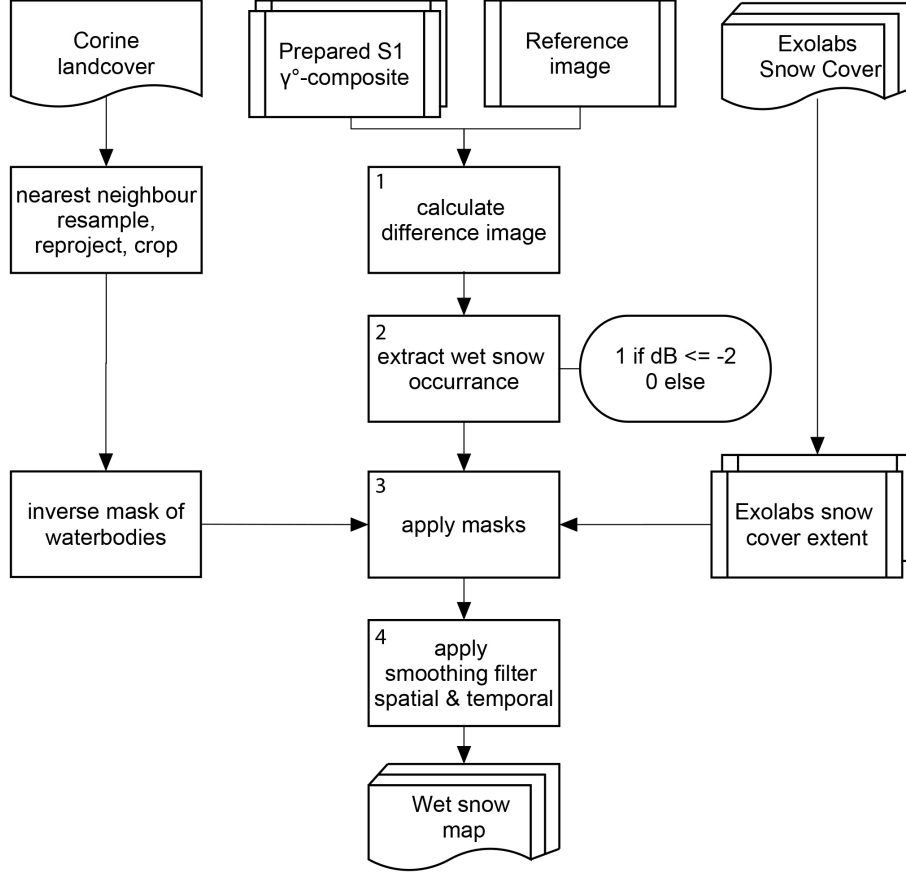 Corine
landcover
Prepared S1
γ°-composite
Reference
image
Exolabs
Snow Cover
nearest neighbour
resample,
reproject, crop
1
calculate
difference image
2
extract wet snow
occurrance
1 if dB <= -2
0 else
inverse mask of
waterbodies
3
apply masks
Exolabs snow
cover extent
4
apply
smoothing filter
spatial & temporal
Wet snow
map